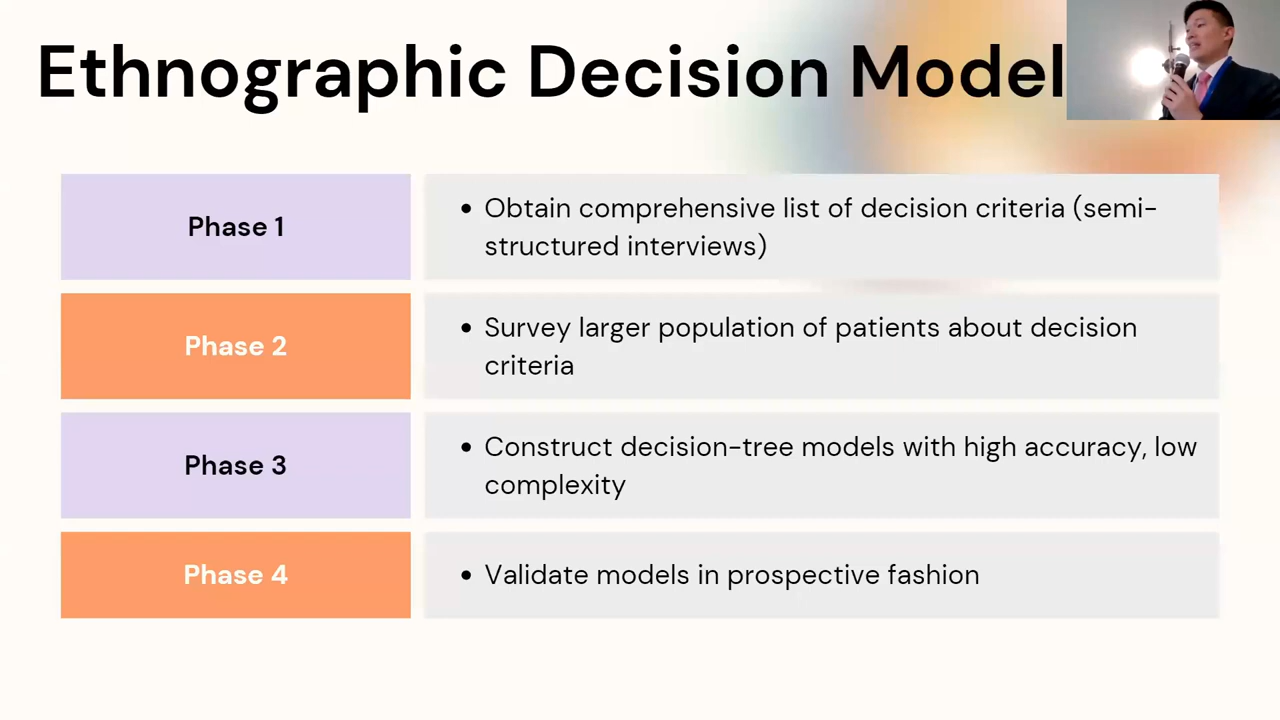 Ethnographic Decision Model
Phase 1
• Obtain comprehensive list of decision criteria (semi-
structured interviews)
Phase 2
• Survey larger population of patients about decision
criteria
Phase 3
• Construct decision-tree models with high accuracy, low
complexity
Phase 4
• Validate models in prospective fashion